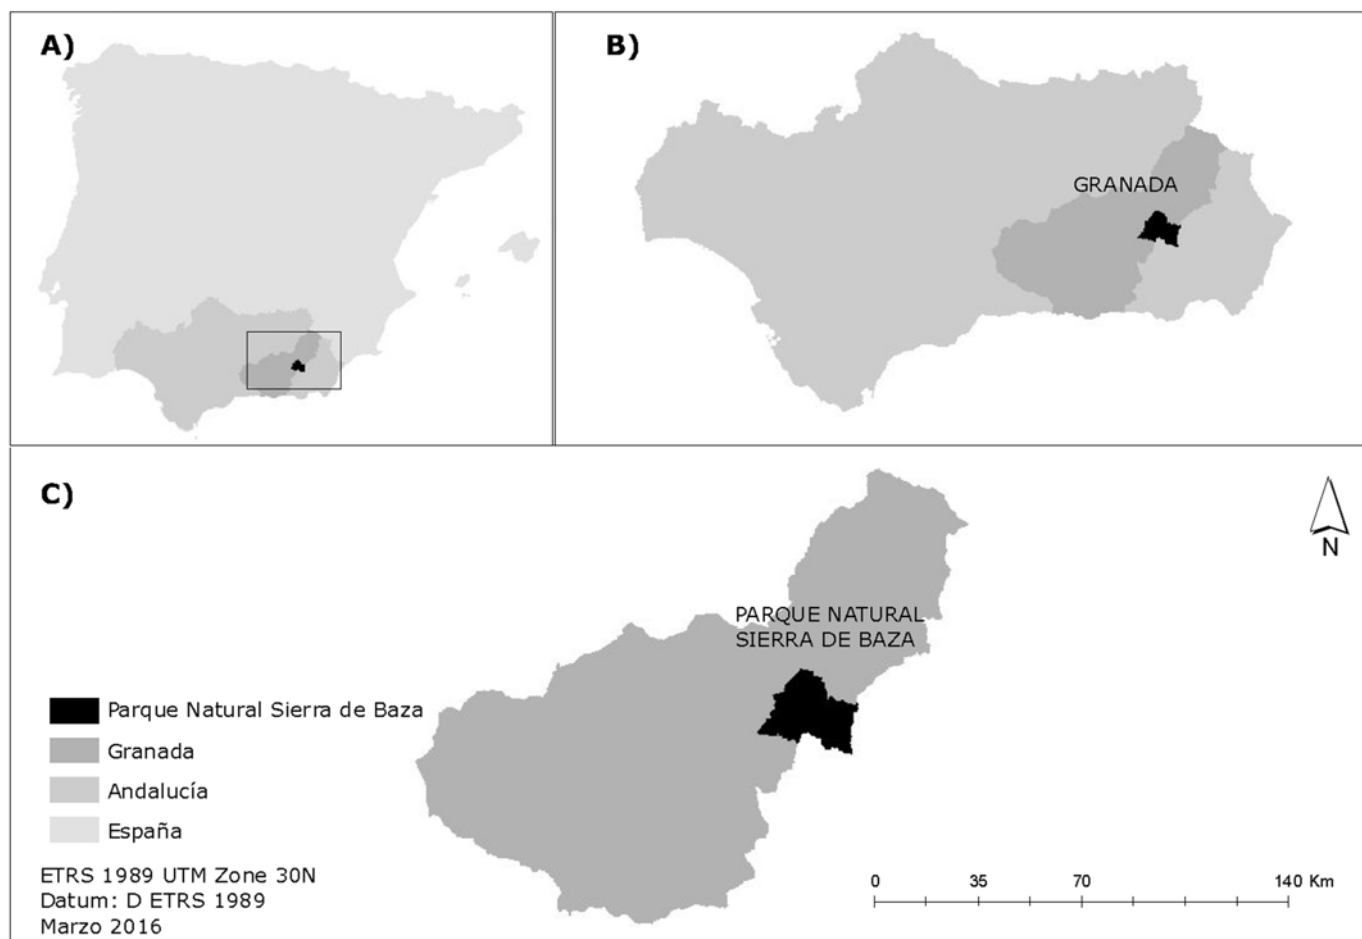 A)
B)
GRANADA
C)
N
PARQUE NATURAL
SIERRA DE BAZA
Parque Natural Sierra de Baza
Granada
Andalucía
España
ETRS 1989 UTM Zone 30N
Datum: D ETRS 1989
Marzo 2016
0 35 70 140 Km